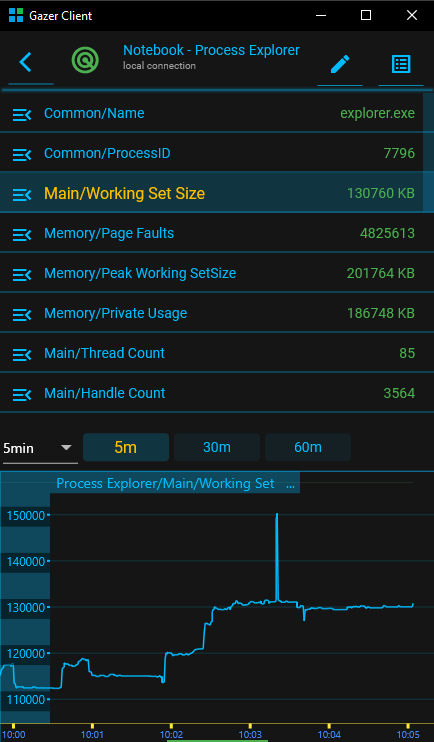 Gazer Client
Notebook - Process Explorer
local connection
Common/Name explorer.exe
Common/ProcessID 7796
Main/Working Set Size 130760 KB
Memory/Page Faults 4825613
Memory/Peak Working SetSize 201764 KB
Memory/Private Usage 186748 KB
Main/Thread Count 85
Main/Handle Count 3564
5min 5m 30m 60m
Process Explorer/Main/Working Set ...
150000
140000
130000
120000
110000
10:00 10:01 10:02 10:03 10:04 10:05